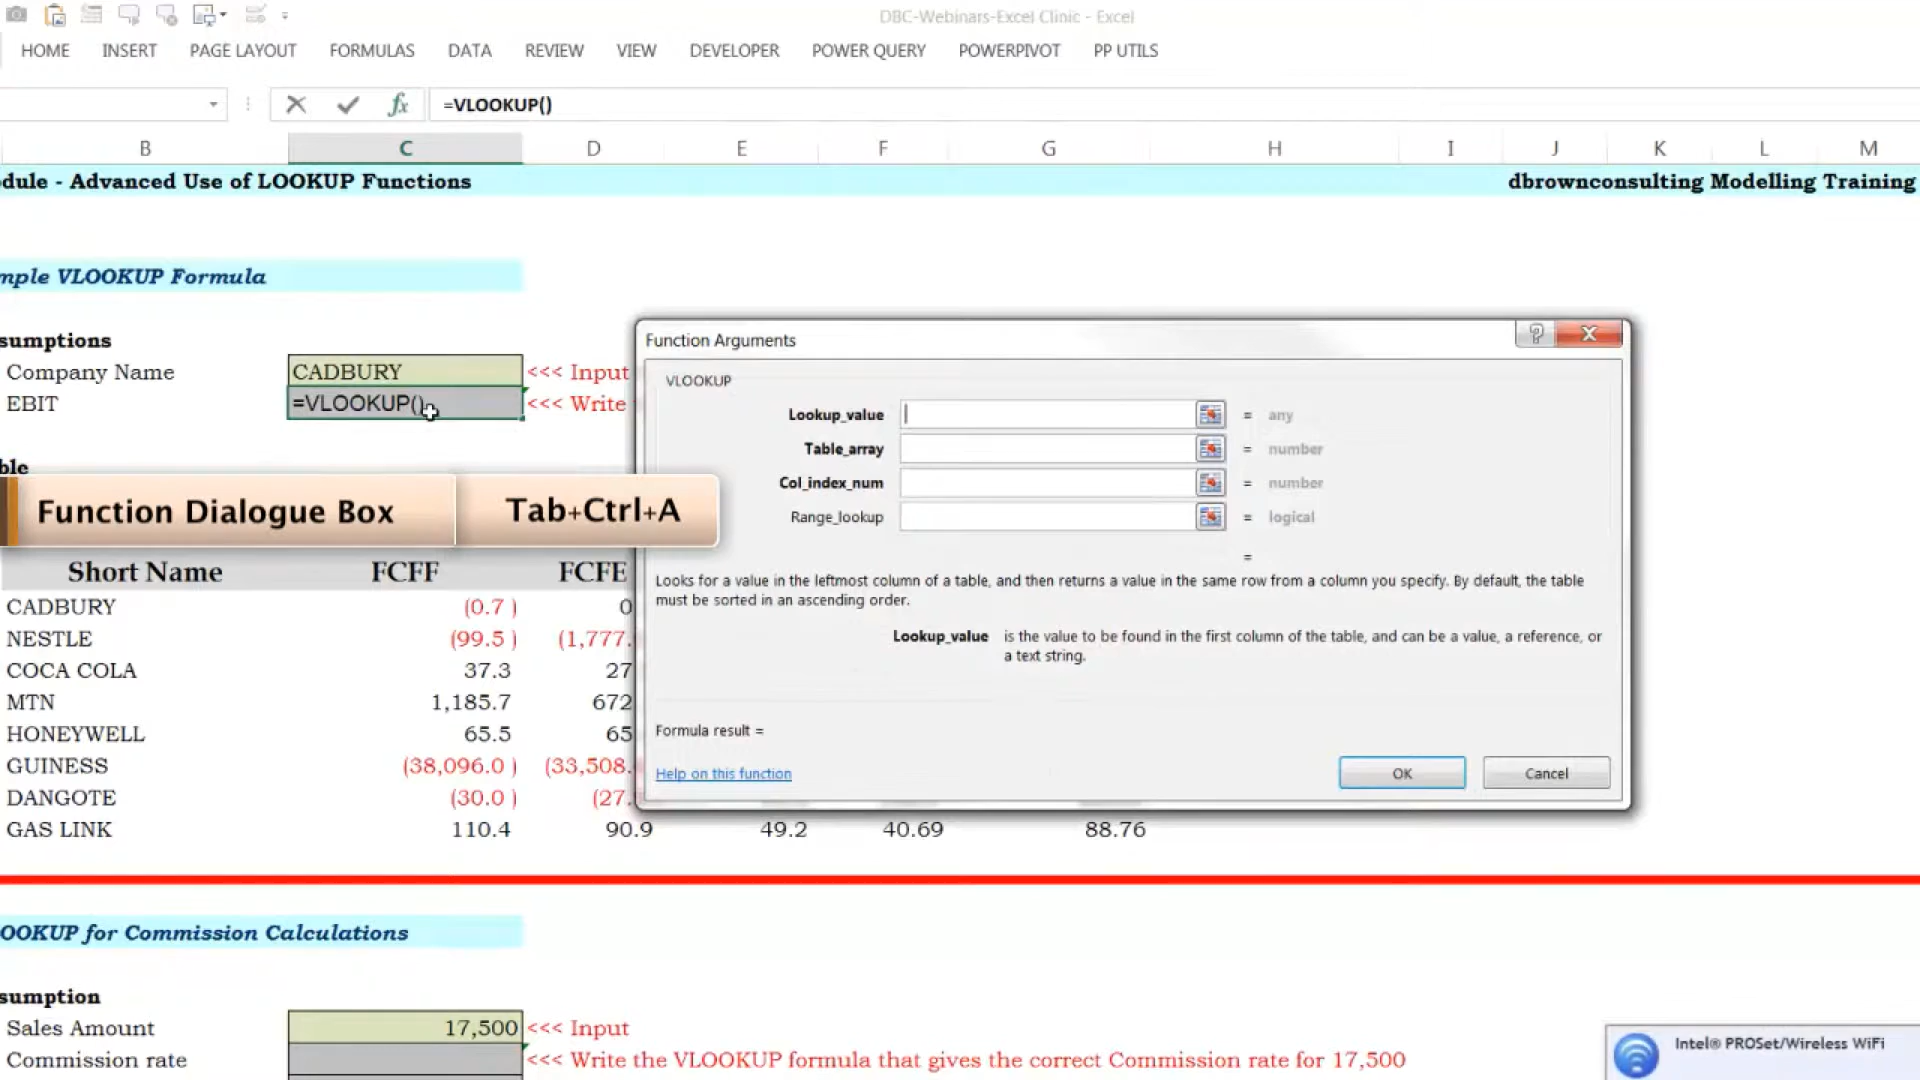 DBC-Webinars-Excel Clinic - Excel
HOME INSERT PAGE LAYOUT FORMULAS DATA REVIEW VIEW DEVELOPER POWER QUERY POWERPIVOT PP UTILS
fx =VLOOKUP()
B C D E F G H I J K L M
dule - Advanced Use of LOOKUP Functions dbrownconsulting Modelling Training
mple VLOOKUP Formula
sumptions
Company Name CADBURY <<< Input
EBIT =VLOOKUP() <<< Write
ble
Function Dialogue Box Tab+Ctrl+A
Short Name FCFF FCFE
CADBURY (0.7 ) 0
NESTLE (99.5 ) (1,777.
COCA COLA 37.3 27
MTN 1,185.7 672
HONEYWELL 65.5 65
GUINESS (38,096.0 ) (33,508.
DANGOTE (30.0 ) (27.
GAS LINK 110.4 90.9 49.2 40.69 88.76
Function Arguments
?
VLOOKUP
Lookup_value = any
Table_array = number
Col_index_num = number
Range_lookup = logical
=
Looks for a value in the leftmost column of a table, and then returns a value in the same row from a column you specify. By default, the table
must be sorted in an ascending order.
Lookup_value is the value to be found in the first column of the table, and can be a value, a reference, or
a text string.
Formula result =
Help on this function OK Cancel
OOKUP for Commission Calculations
sumption
Sales Amount 17,500 <<< Input
Commission rate <<< Write the VLOOKUP formula that gives the correct Commission rate for 17,500
Intel® PROSet/Wireless WiFi